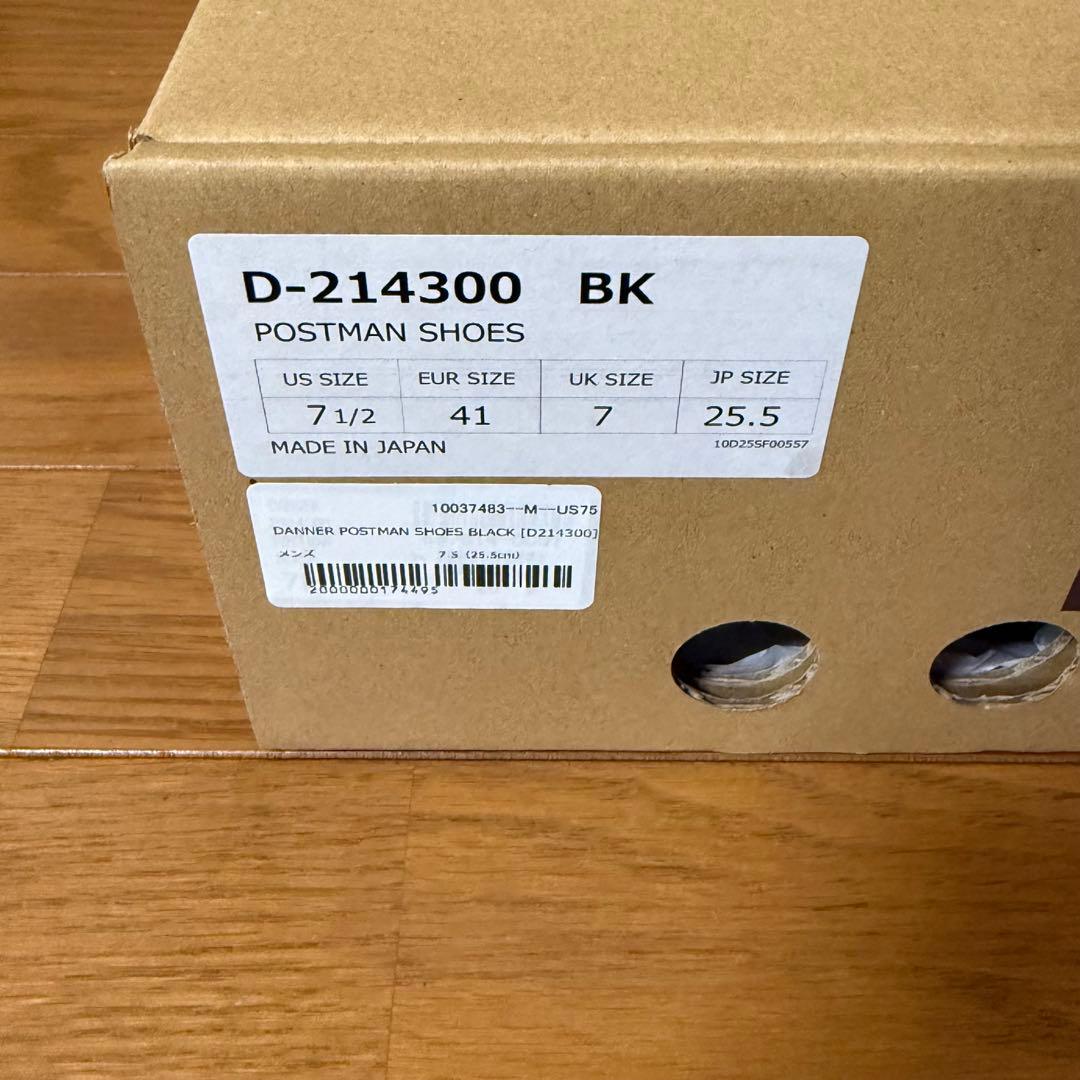 D-214300 BK
POSTMAN SHOES
US SIZE EUR SIZE UK SIZE JP SIZE
7 1/2 41 7 25.5
MADE IN JAPAN 10D25SF00557
10037483--M--US75
DANNER POSTMAN SHOES BLACK [D214300]
メンズ 7.5 (25.5cm)
2000000174495